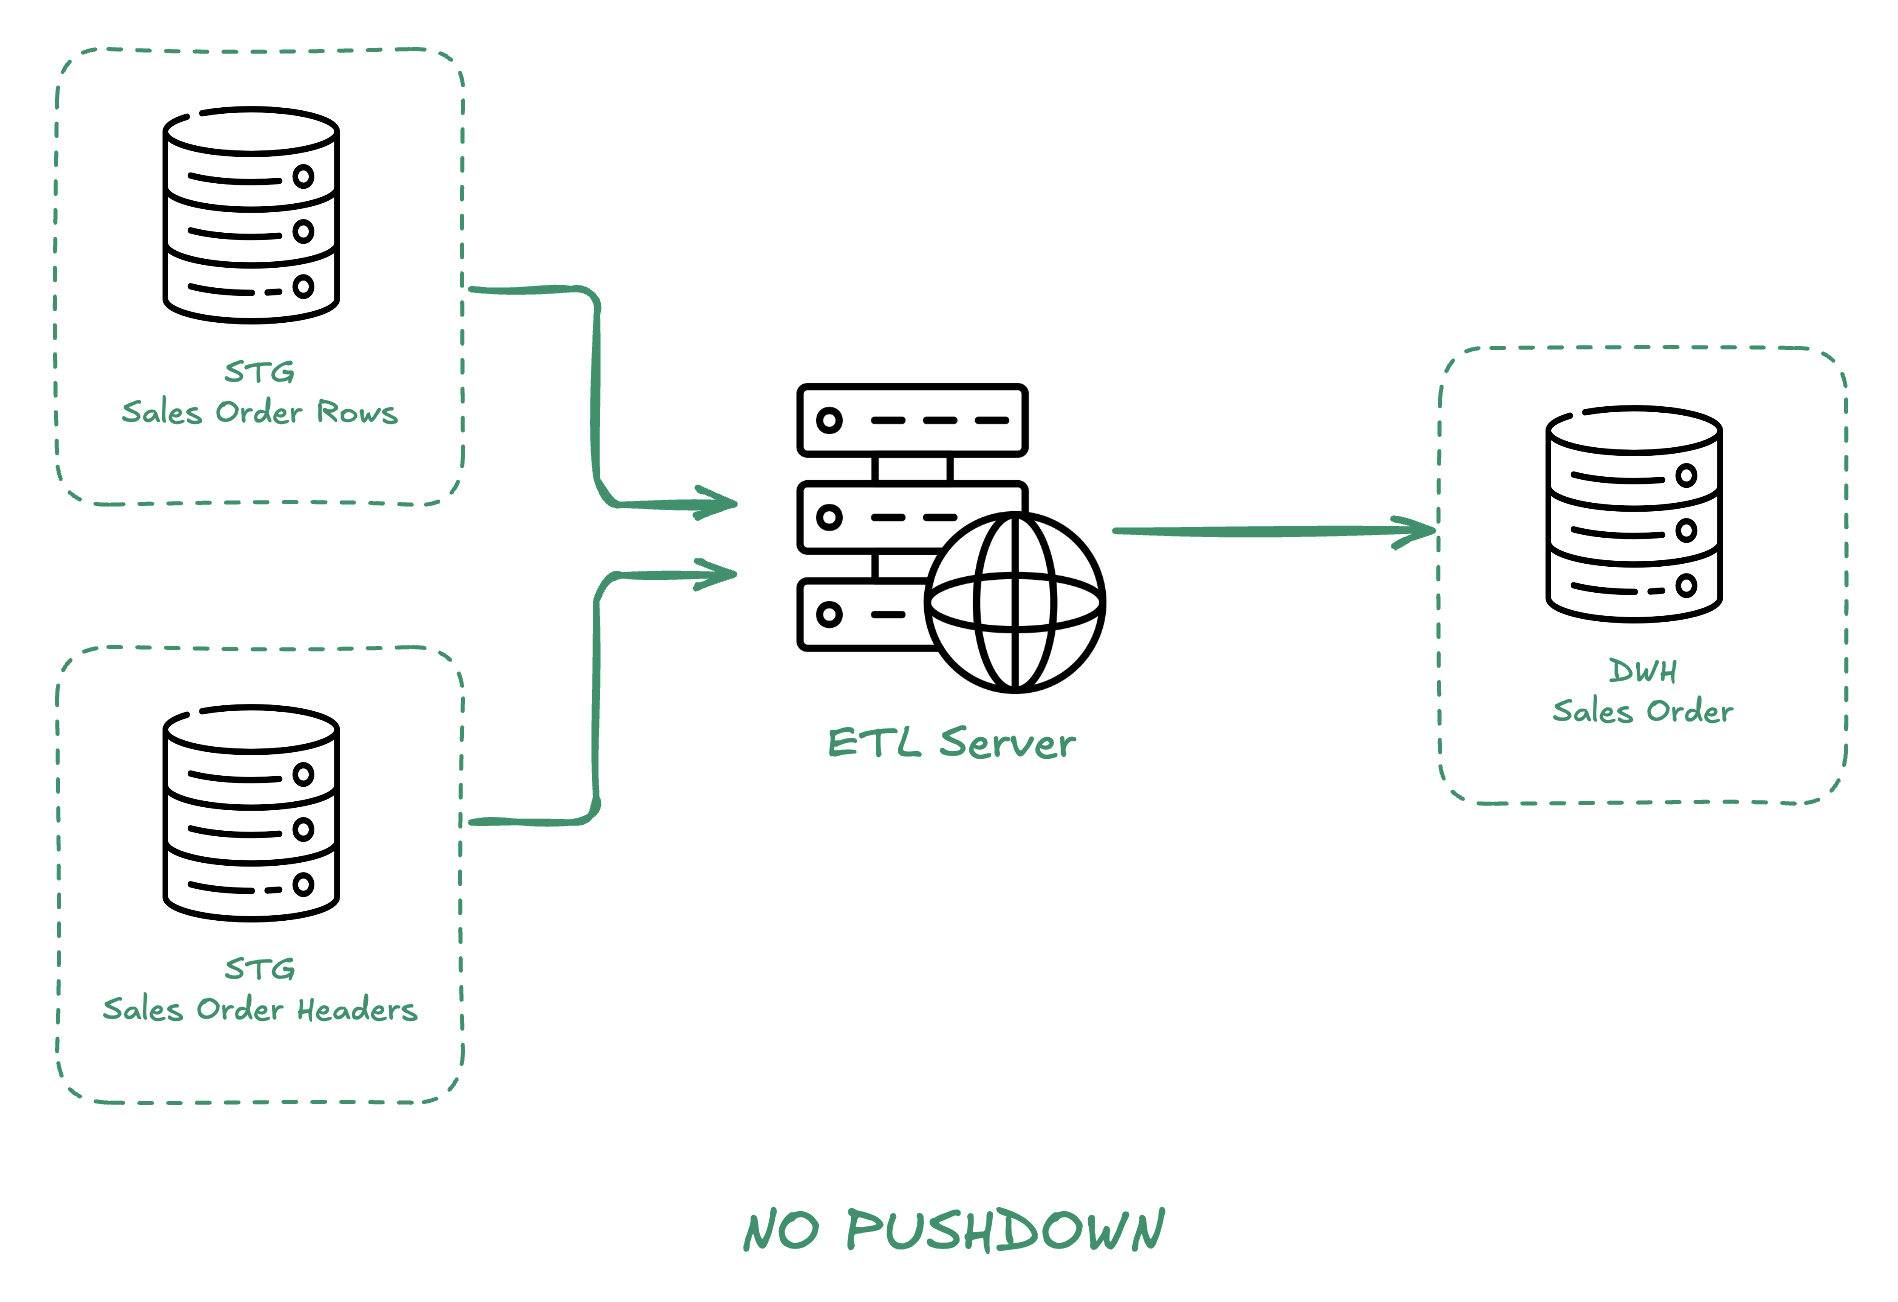 STG
Sales Order Rows
STG
Sales Order Headers
ETL Server
DWH
Sales Order
NO PUSHDOWN